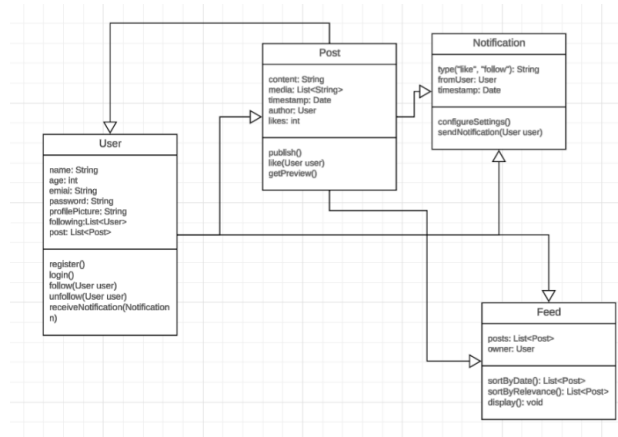 Post
content: String
media: List<String>
timestamp: Date
author: User
likes: int
publish()
like(User user)
getPreview()
Notification
type("like", "follow"): String
fromUser: User
timestamp: Date
configureSettings()
sendNotification(User user)
User
name: String
age: int
emial: String
password: String
profilePicture: String
following:List<User>
post: List<Post>
register()
login()
follow(User user)
unfollow(User user)
receiveNotification(Notification
n)
Feed
posts: List<Post>
owner: User
sortByDate(): List<Post>
sortByRelevance(): List<Post>
display(): void